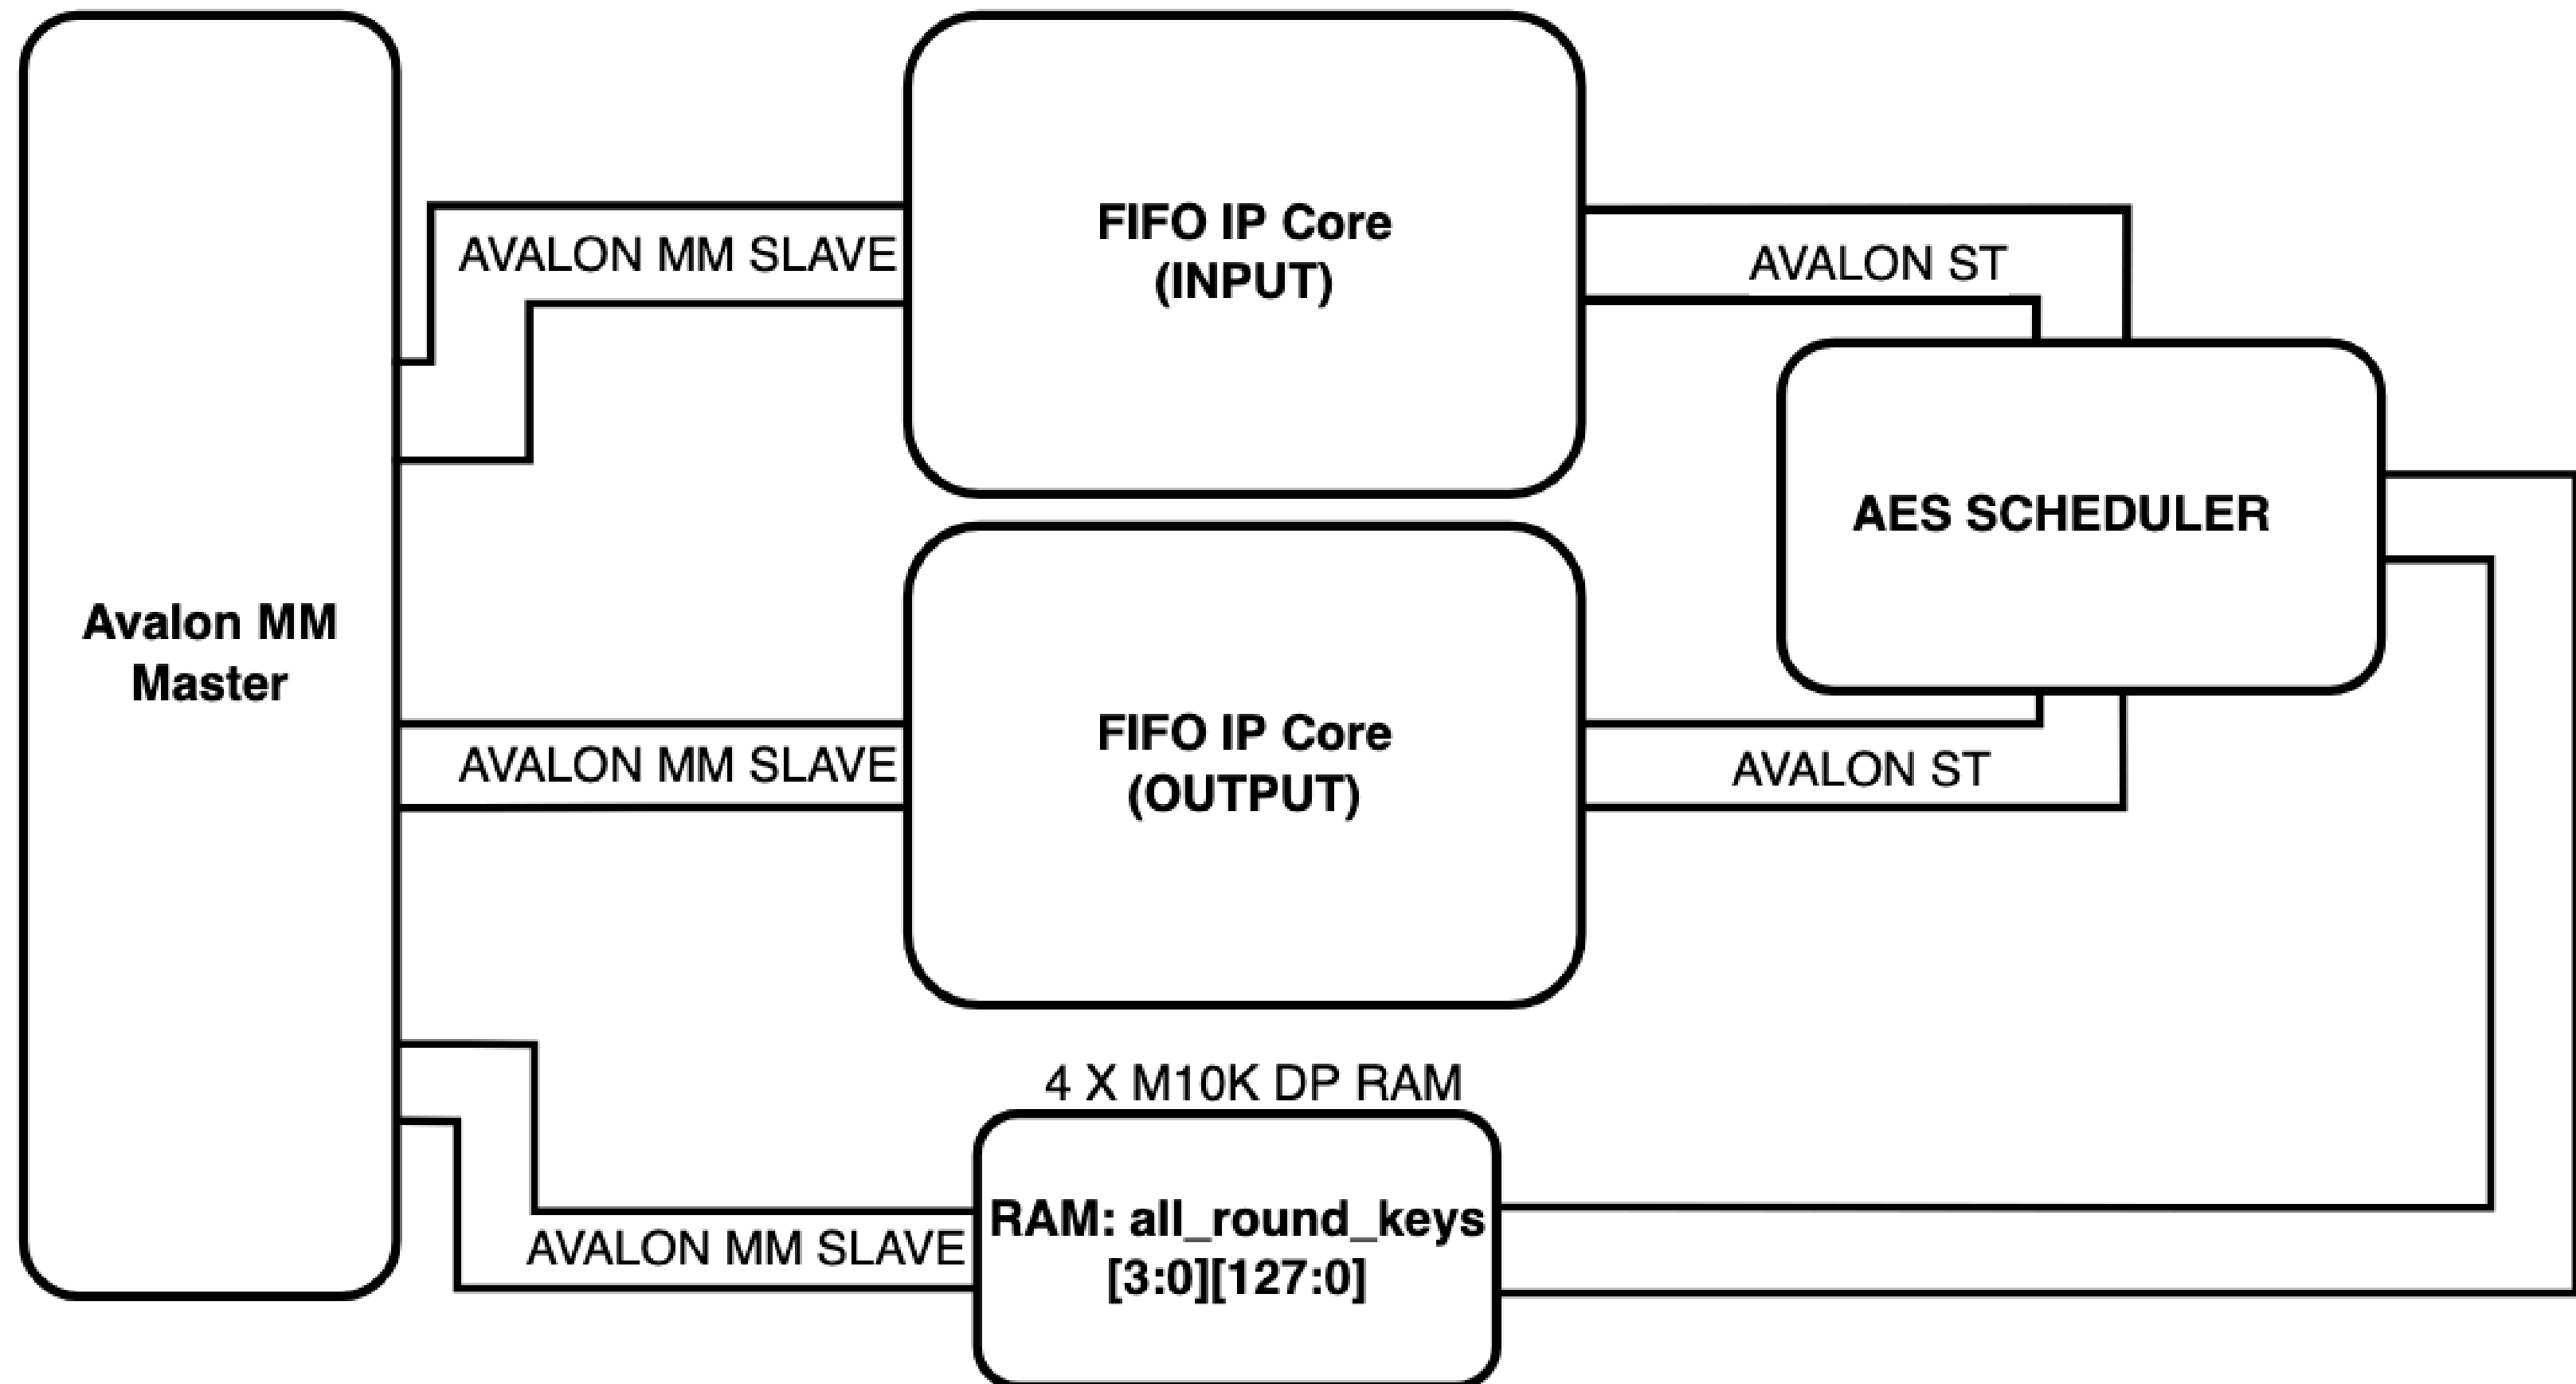 Avalon MM
Master
AVALON MM SLAVE
FIFO IP Core
(INPUT)
AVALON ST
AES SCHEDULER
AVALON MM SLAVE
FIFO IP Core
(OUTPUT)
AVALON ST
4 X M10K DP RAM
AVALON MM SLAVE
RAM: all_round_keys
[3:0][127:0]